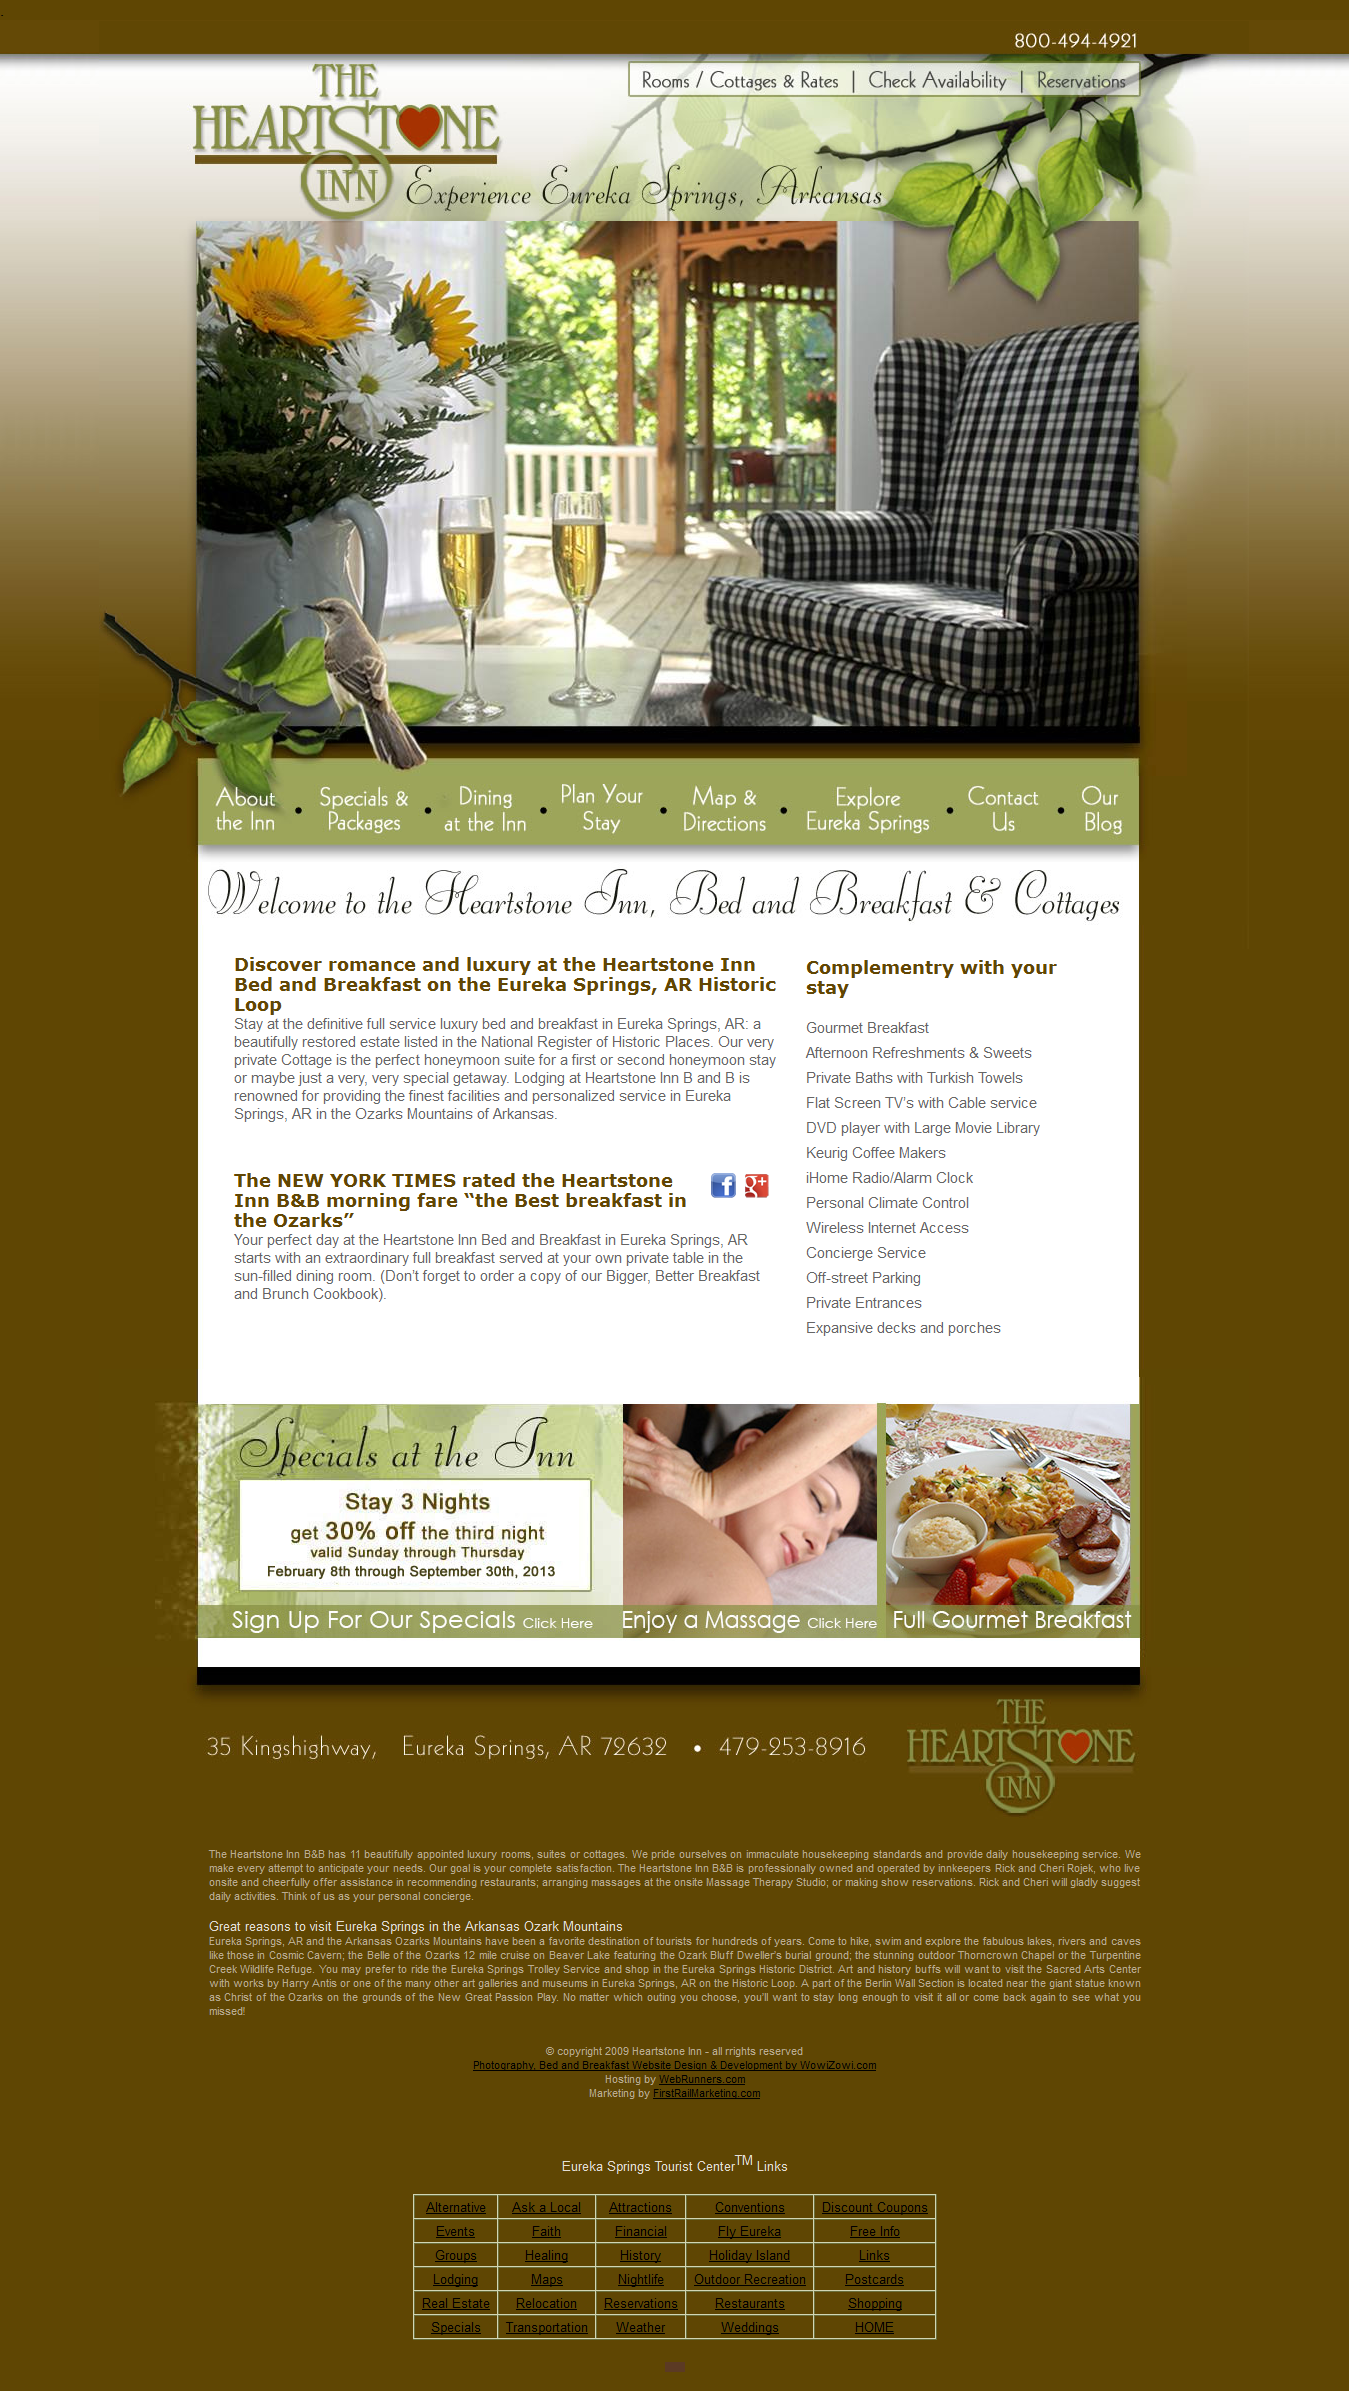 800-494-4921
Rooms / Cottages & Rates | Check Availability | Reservations
THE
HEARTSTONE
INN
Experience Eureka Springs, Arkansas
About the Inn • Specials & Packages • Dining at the Inn • Plan Your Stay • Map & Directions • Explore Eureka Springs • Contact Us • Our Blog
Welcome to the Heartstone Inn, Bed and Breakfast & Cottages
Discover romance and luxury at the Heartstone Inn
Bed and Breakfast on the Eureka Springs, AR Historic
Loop
Stay at the definitive full service luxury bed and breakfast in Eureka Springs, AR: a
beautifully restored estate listed in the National Register of Historic Places. Our very
private Cottage is the perfect honeymoon suite for a first or second honeymoon stay
or maybe just a very, very special getaway. Lodging at Heartstone Inn B and B is
renowned for providing the finest facilities and personalized service in Eureka
Springs, AR in the Ozarks Mountains of Arkansas.
The NEW YORK TIMES rated the Heartstone
Inn B&B morning fare “the Best breakfast in
the Ozarks”
Your perfect day at the Heartstone Inn Bed and Breakfast in Eureka Springs, AR
starts with an extraordinary full breakfast served at your own private table in the
sun-filled dining room. (Don't forget to order a copy of our Bigger, Better Breakfast
and Brunch Cookbook).
Complementry with your
stay
Gourmet Breakfast
Afternoon Refreshments & Sweets
Private Baths with Turkish Towels
Flat Screen TV's with Cable service
DVD player with Large Movie Library
Keurig Coffee Makers
iHome Radio/Alarm Clock
Personal Climate Control
Wireless Internet Access
Concierge Service
Off-street Parking
Private Entrances
Expansive decks and porches
Specials at the Inn
Stay 3 Nights
get 30% off the third night
valid Sunday through Thursday
February 8th through September 30th, 2013
Sign Up For Our Specials Click Here
Enjoy a Massage Click Here
Full Gourmet Breakfast
35 Kingshighway, Eureka Springs, AR 72632 • 479-253-8916
THE
HEARTSTONE
INN
The Heartstone Inn B&B has 11 beautifully appointed luxury rooms, suites or cottages. We pride ourselves on immaculate housekeeping standards and provide daily housekeeping service. We
make every attempt to anticipate your needs. Our goal is your complete satisfaction. The Heartstone Inn B&B is professionally owned and operated by innkeepers Rick and Cheri Rojek, who live
onsite and cheerfully offer assistance in recommending restaurants; arranging massages at the onsite Massage Therapy Studio; or making show reservations. Rick and Cheri will gladly suggest
daily activities. Think of us as your personal concierge.
Great reasons to visit Eureka Springs in the Arkansas Ozark Mountains
Eureka Springs, AR and the Arkansas Ozarks Mountains have been a favorite destination of tourists for hundreds of years. Come to hike, swim and explore the fabulous lakes, rivers and caves
like those in Cosmic Cavern; the Belle of the Ozarks 12 mile cruise on Beaver Lake featuring the Ozark Bluff Dweller's burial ground; the stunning outdoor Thorncrown Chapel or the Turpentine
Creek Wildlife Refuge. You may prefer to ride the Eureka Springs Trolley Service and shop in the Eureka Springs Historic District. Art and history buffs will want to visit the Sacred Arts Center
with works by Harry Antis or one of the many other art galleries and museums in Eureka Springs, AR on the Historic Loop. A part of the Berlin Wall Section is located near the giant statue known
as Christ of the Ozarks on the grounds of the New Great Passion Play. No matter which outing you choose, you'll want to stay long enough to visit it all or come back again to see what you
missed!
© copyright 2009 Heartstone Inn - all rrights reserved
Photography, Bed and Breakfast Website Design & Development by WowiZowi.com
Hosting by WebRunners.com
Marketing by FirstRailMarketing.com
Eureka Springs Tourist Center™ Links
Alternative Ask a Local Attractions Conventions Discount Coupons
Events Faith Financial Fly Eureka Free Info
Groups Healing History Holiday Island Links
Lodging Maps Nightlife Outdoor Recreation Postcards
Real Estate Relocation Reservations Restaurants Shopping
Specials Transportation Weather Weddings HOME